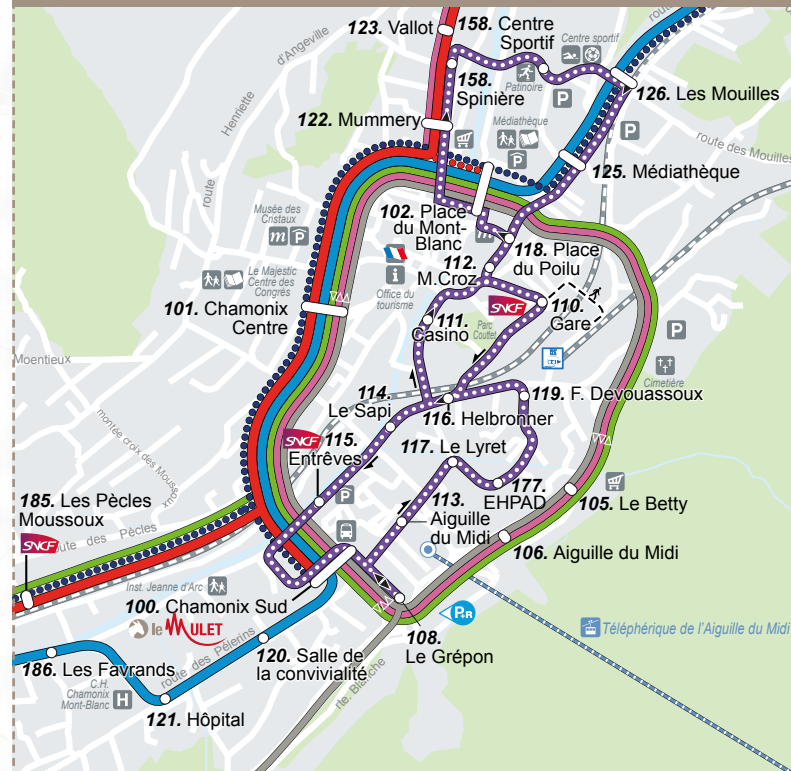 123. Vallot
158. Centre
Sportif
Centre sportif
route
d'Angeville
158.
Spinière
Patinoire
P
126. Les Mouilles
Henriette
route
122. Mummery
Médiathèque
P
P
route des Mouilles
125. Médiathèque
102. Place
du Mont-
Blanc
Musée des
Cristaux
m P
118. Place
du Poilu
112.
M.Croz
i
Office du
tourisme
Le Majestic
Centre des
Congrés
101. Chamonix
Centre
SNCF
110.
Gare
111.
Casino
Parc
Couttet
P
Cimetière
Moentieux
114.
Le Sapi
119. F. Devouassoux
116. Helbronner
montée croix des Mouss
oux
SNCF
115.
Entrêves
117. Le Lyret
177.
EHPAD
P
113.
Aiguille
du Midi
105. Le Betty
185. Les Pècles
Moussoux
SNCF
route des Pècles
106. Aiguille du Midi
Inst. Jeanne d'Arc
100. Chamonix Sud
le MULET
P+R
108.
Le Grépon
Téléphérique de l'Aiguille du Midi
186. Les Favrands
route des Pèlerins
120. Salle de
la convivialité
rte. Blanche
C.H.
Chamonix
Mont-Blanc
H
121. Hôpital